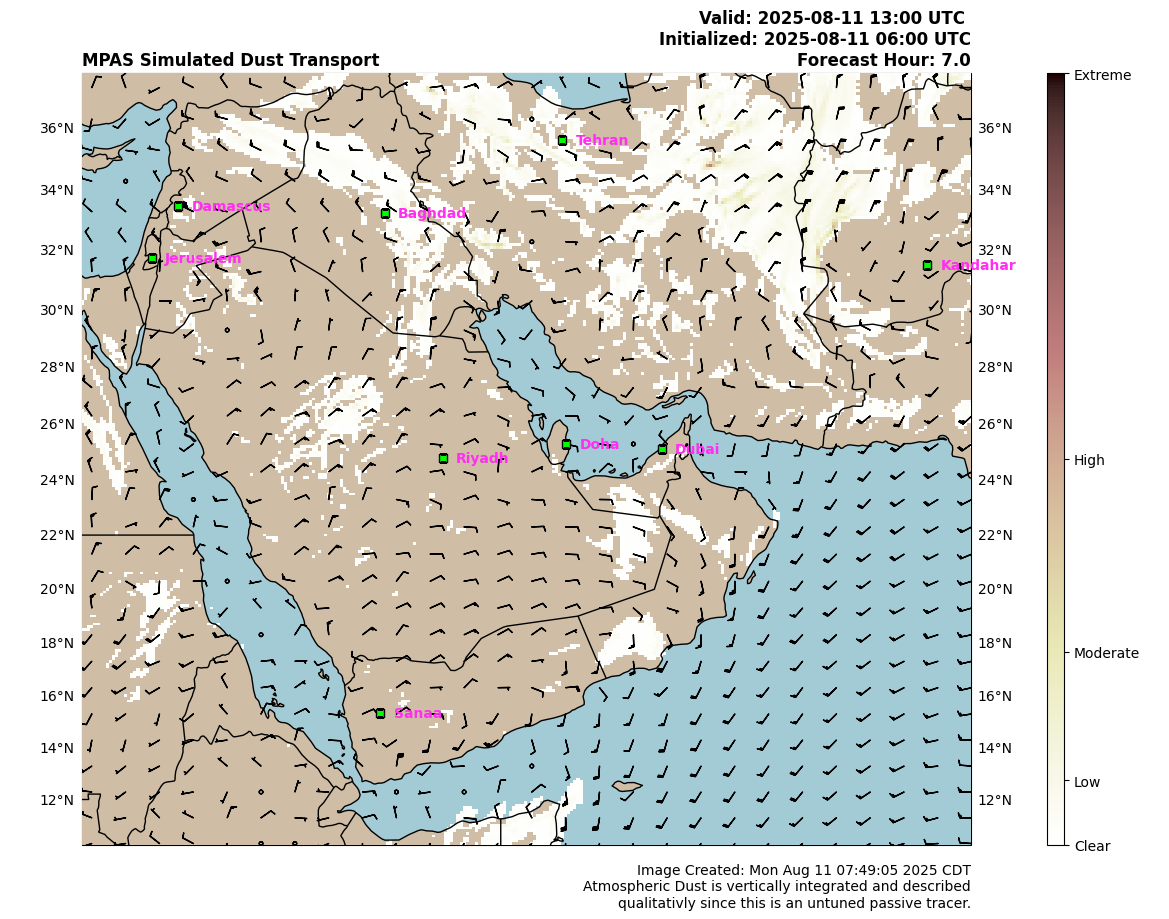 Valid: 2025-08-11 13:00 UTC
Initialized: 2025-08-11 06:00 UTC
MPAS Simulated Dust Transport
Forecast Hour: 7.0
Extreme
36°N
36°N
Tehran
34°N
34°N
Damascus
Baghdad
32°N
32°N
Jerusalem
Kandahar
30°N
30°N
28°N
28°N
26°N
26°N
Doha
Dubai
Riyadh
High
24°N
24°N
22°N
22°N
20°N
20°N
18°N
18°N
Moderate
16°N
16°N
Sanaa
14°N
14°N
Low
12°N
12°N
Clear
Image Created: Mon Aug 11 07:49:05 2025 CDT
Atmospheric Dust is vertically integrated and described
qualitativly since this is an untuned passive tracer.